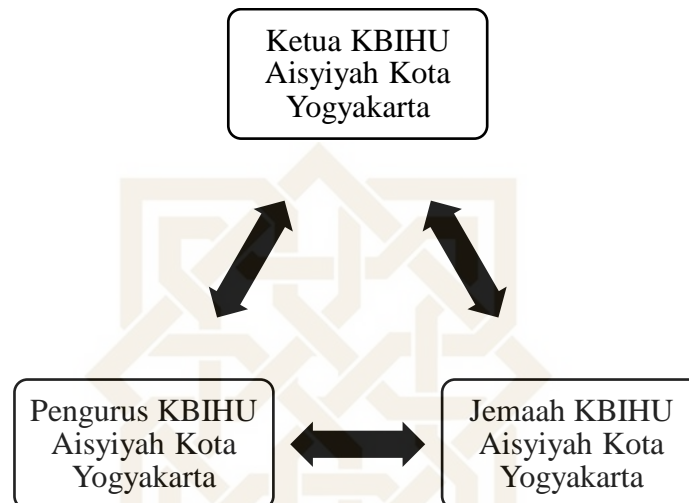 Ketua KBIHU
Aisyiyah Kota
Yogyakarta
Pengurus KBIHU
Aisyiyah Kota
Yogyakarta
Jemaah KBIHU
Aisyiyah Kota
Yogyakarta